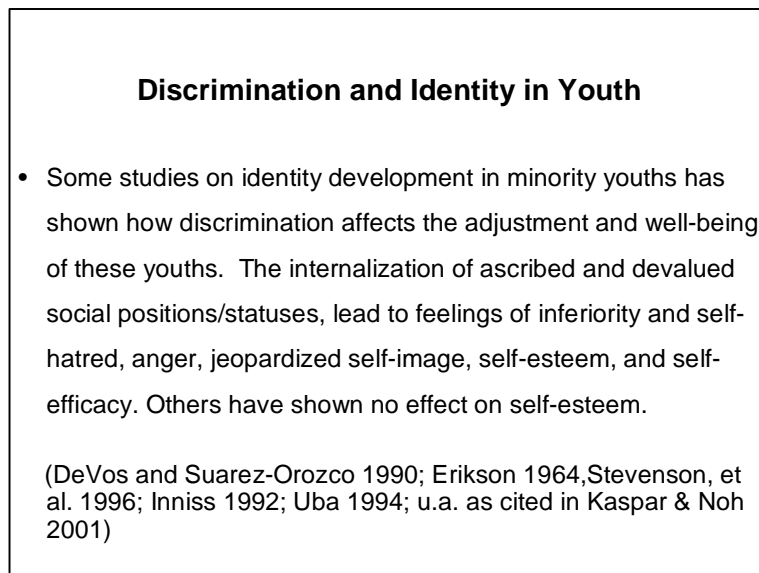 Discrimination and Identity in Youth
• Some studies on identity development in minority youths has
shown how discrimination affects the adjustment and well-being
of these youths.  The internalization of ascribed and devalued
social positions/statuses, lead to feelings of inferiority and self-
hatred, anger, jeopardized self-image, self-esteem, and self-
efficacy. Others have shown no effect on self-esteem.
(DeVos and Suarez-Orozco 1990; Erikson 1964,Stevenson, et
al. 1996; Inniss 1992; Uba 1994; u.a. as cited in Kaspar & Noh
2001)